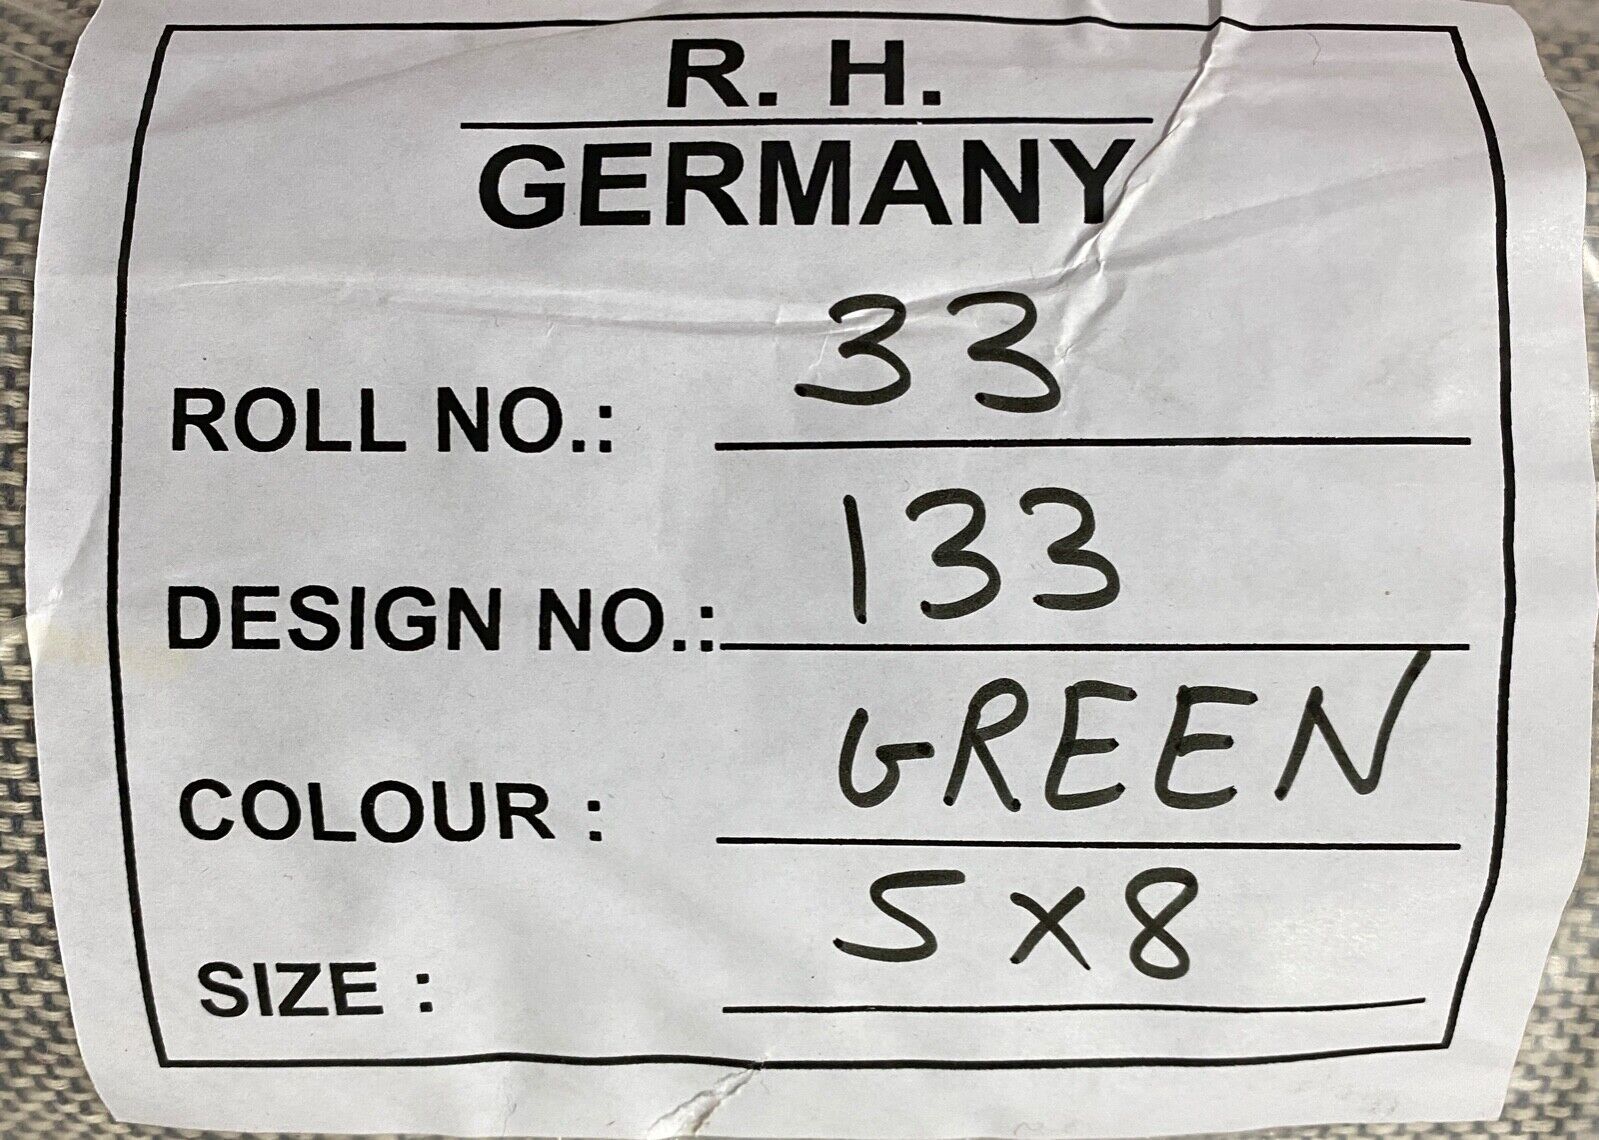 R. H.
GERMANY
ROLL NO.: 33
DESIGN NO.: 133
COLOUR : GREEN
SIZE : 5X8